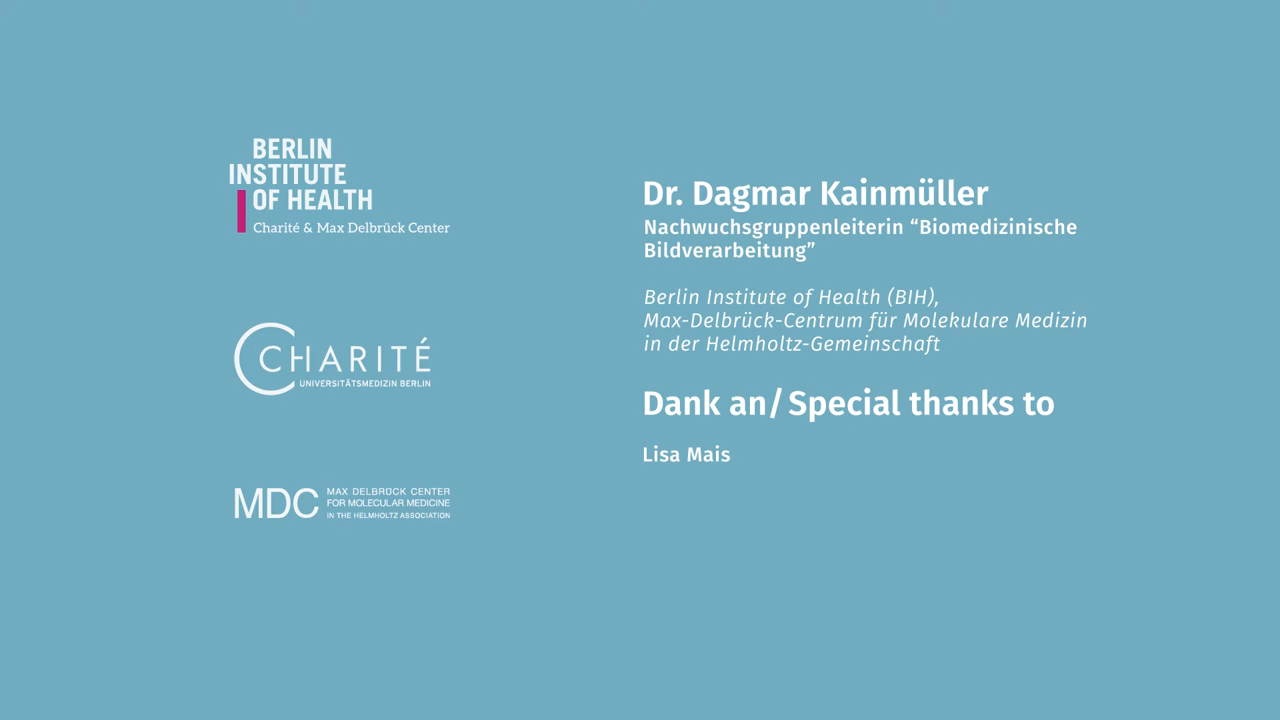 BERLIN
INSTITUTE
OF HEALTH
Charité & Max Delbrück Center
CHARITÉ
UNIVERSITÄTSMEDIZIN BERLIN
MDC
MAX DELBRÜCK CENTER
FOR MOLECULAR MEDICINE
IN THE HELMHOLTZ ASSOCIATION
Dr. Dagmar Kainmüller
Nachwuchsgruppenleiterin “Biomedizinische
Bildverarbeitung”
Berlin Institute of Health (BIH),
Max-Delbrück-Centrum für Molekulare Medizin
in der Helmholtz-Gemeinschaft
Dank an/ Special thanks to
Lisa Mais